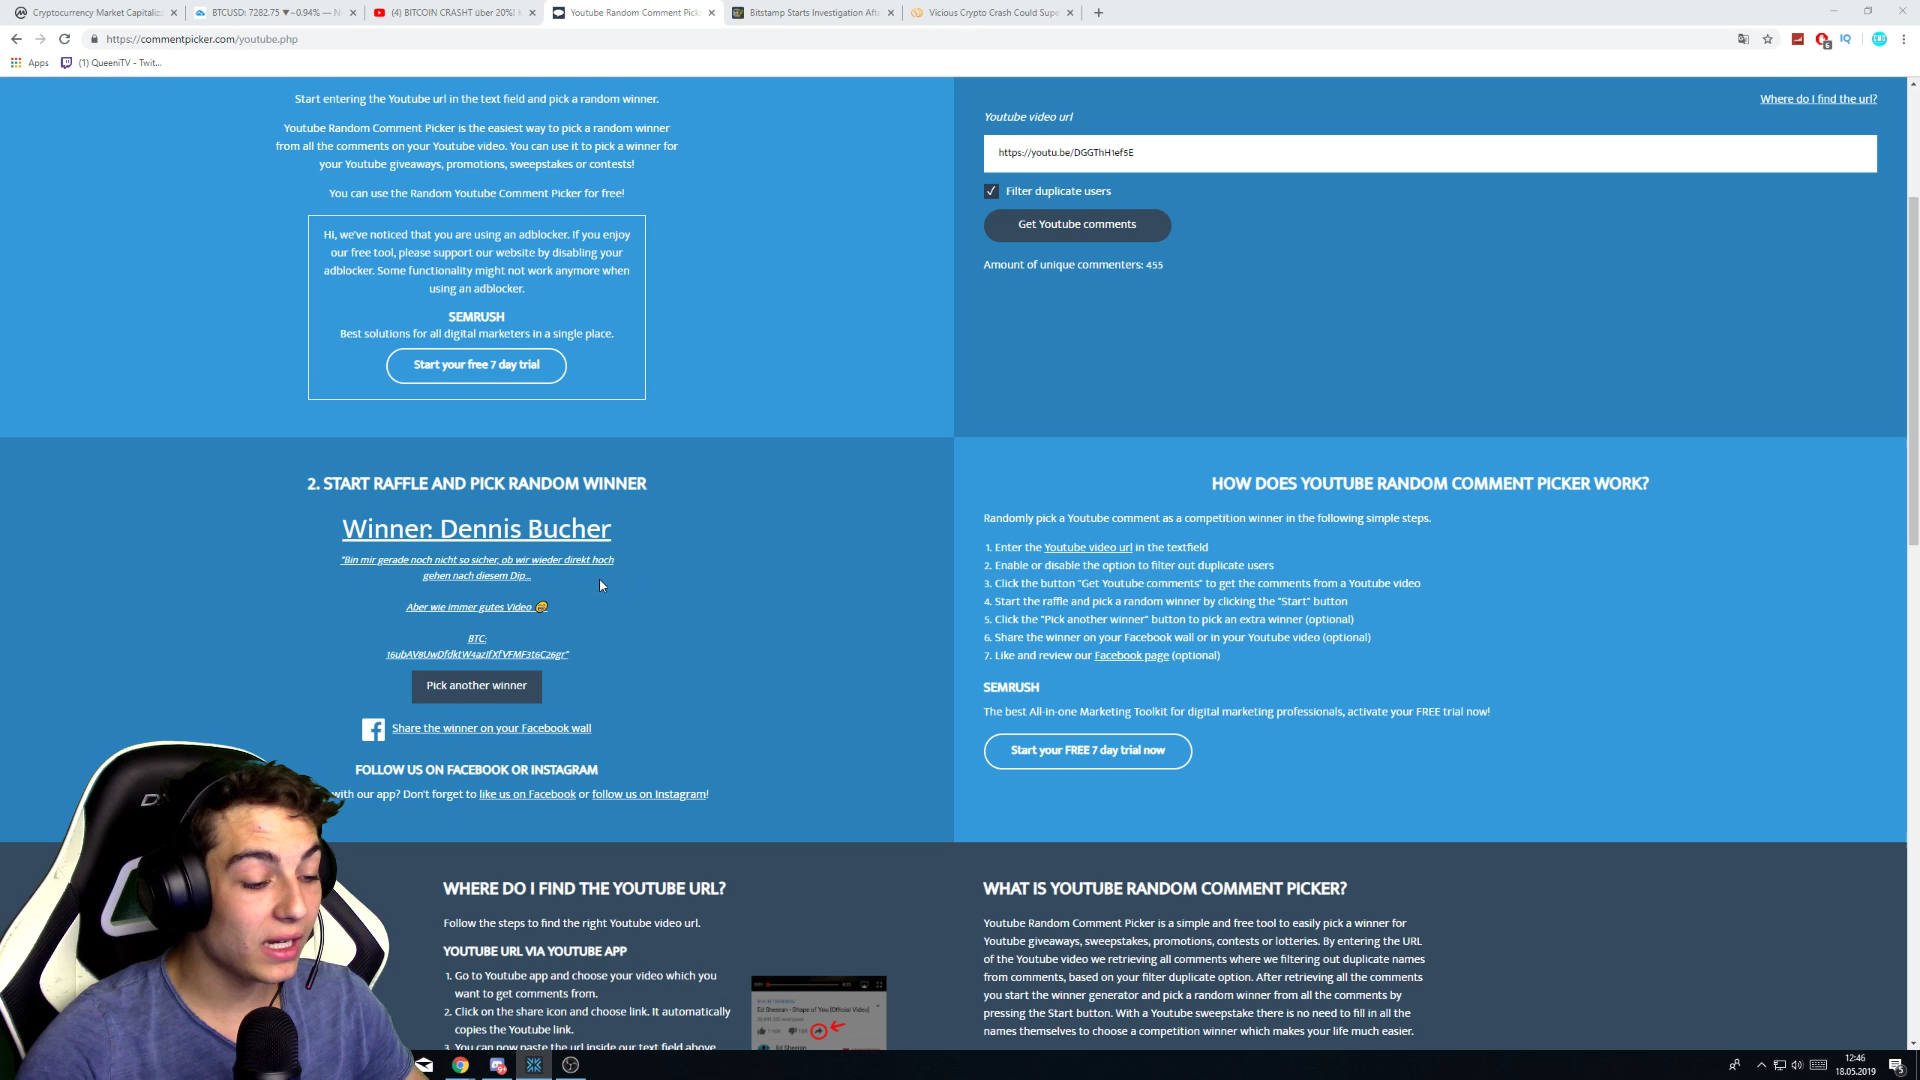 Cryptocurrency Market Capitaliz
BTCUSD: 7282.75 ▼−0.94% — N
(4) BITCOIN CRASHT über 20%!
Youtube Random Comment Pick
Bitstamp Starts Investigation Aft
Vicious Crypto Crash Could Supe
https://commentpicker.com/youtube.php
6
IQ
Apps
(1) QueeniTV - Twit...
Start entering the Youtube url in the text field and pick a random winner.
Youtube Random Comment Picker is the easiest way to pick a random winner
from all the comments on your Youtube video. You can use it to pick a winner for
your Youtube giveaways, promotions, sweepstakes or contests!
You can use the Random Youtube Comment Picker for free!
Hi, we've noticed that you are using an adblocker. If you enjoy
our free tool, please support our website by disabling your
adblocker. Some functionality might not work anymore when
using an adblocker.
SEMRUSH
Best solutions for all digital marketers in a single place.
Start your free 7 day trial
Where do I find the url?
Youtube video url
https://youtu.be/DGGThH1ef5E
Filter duplicate users
Get Youtube comments
Amount of unique commenters: 455
2. START RAFFLE AND PICK RANDOM WINNER
Winner: Dennis Bucher
"Bin mir gerade noch nicht so sicher, ob wir wieder direkt hoch
gehen nach diesem Dip...
Aber wie immer gutes Video
BTC:
16ubAV8UwDfdktW4azJfXfVFMF3t6C26gr"
Pick another winner
Share the winner on your Facebook wall
FOLLOW US ON FACEBOOK OR INSTAGRAM
with our app? Don't forget to like us on Facebook or follow us on Instagram!
HOW DOES YOUTUBE RANDOM COMMENT PICKER WORK?
Randomly pick a Youtube comment as a competition winner in the following simple steps.
1. Enter the Youtube video url in the textfield
2. Enable or disable the option to filter out duplicate users
3. Click the button "Get Youtube comments" to get the comments from a Youtube video
4. Start the raffle and pick a random winner by clicking the "Start" button
5. Click the "Pick another winner" button to pick an extra winner (optional)
6. Share the winner on your Facebook wall or in your Youtube video (optional)
7. Like and review our Facebook page (optional)
SEMRUSH
The best All-in-one Marketing Toolkit for digital marketing professionals, activate your FREE trial now!
Start your FREE 7 day trial now
WHERE DO I FIND THE YOUTUBE URL?
Follow the steps to find the right Youtube video url.
YOUTUBE URL VIA YOUTUBE APP
1. Go to Youtube app and choose your video which you
want to get comments from.
2. Click on the share icon and choose link. It automatically
copies the Youtube link.
3. You can now paste the url inside our text field above
Ed Sheeran - Shape of You [Official Video]
Ed Sheeran
WHAT IS YOUTUBE RANDOM COMMENT PICKER?
Youtube Random Comment Picker is a simple and free tool to easily pick a winner for
Youtube giveaways, sweepstakes, promotions, contests or lotteries. By entering the URL
of the Youtube video we retrieving all comments where we filtering out duplicate names
from comments, based on your filter duplicate option. After retrieving all the comments
you start the winner generator and pick a random winner from all the comments by
pressing the Start button. With a Youtube sweepstake there is no need to fill in all the
names themselves to choose a competition winner which makes your life much easier.
12:46
18.05.2019
5